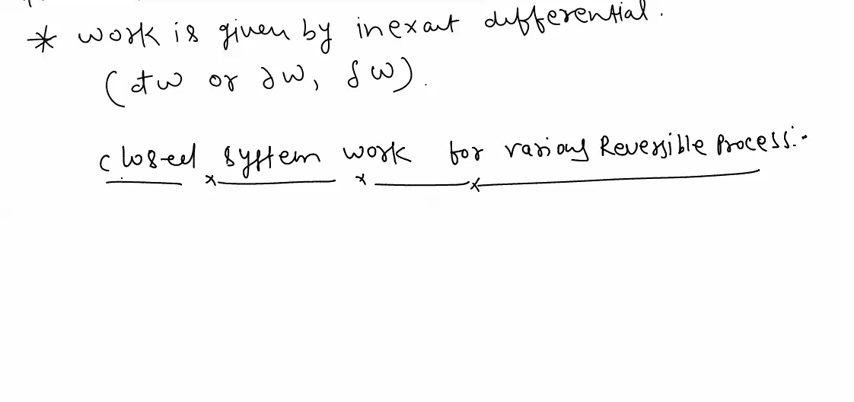 * work is given by inexact differential.
(đw or ∂w, δw).
closed system work for various Reversible Process:-